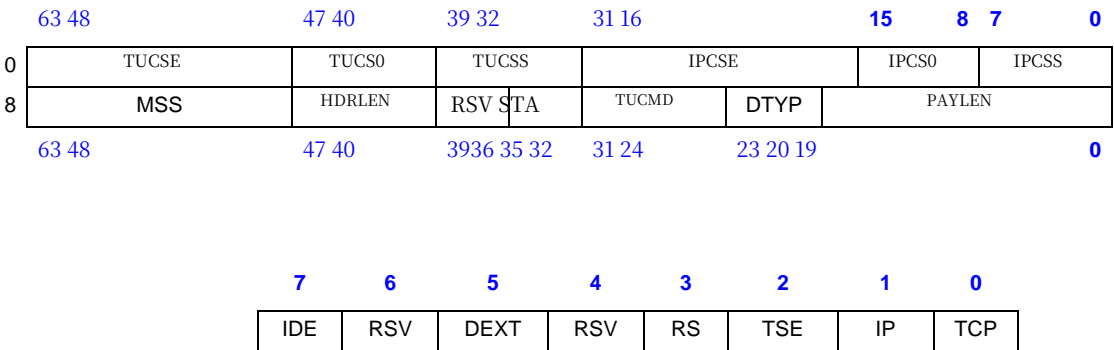 63 48 47 40 39 32 31 16 15 8 7 0
0 TUCSE TUCS0 TUCSS IPCSE IPCS0 IPCSS
8 MSS HDRLEN RSV STA TUCMD DTYP PAYLEN
63 48 47 40 3936 35 32 31 24 23 20 19 0
7 6 5 4 3 2 1 0
IDE RSV DEXT RSV RS TSE IP TCP